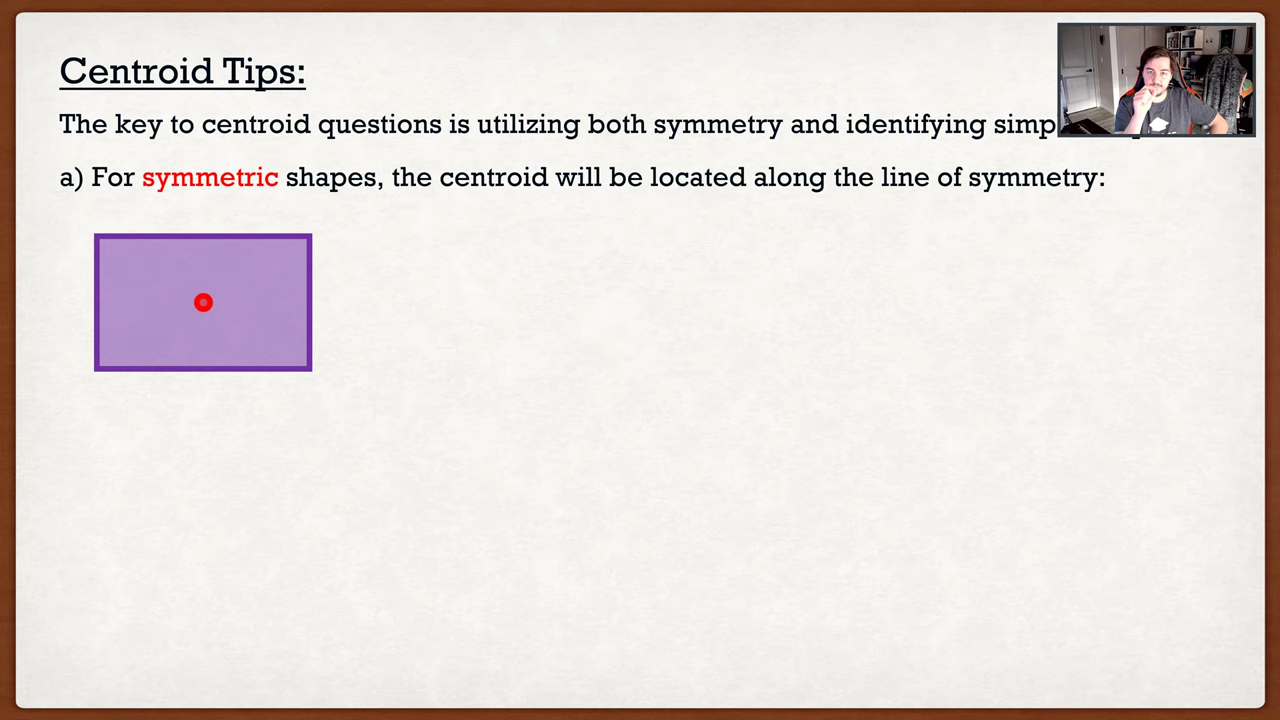 Centroid Tips:
The key to centroid questions is utilizing both symmetry and identifying
a) For symmetric shapes, the centroid will be located along the line of symmetry: